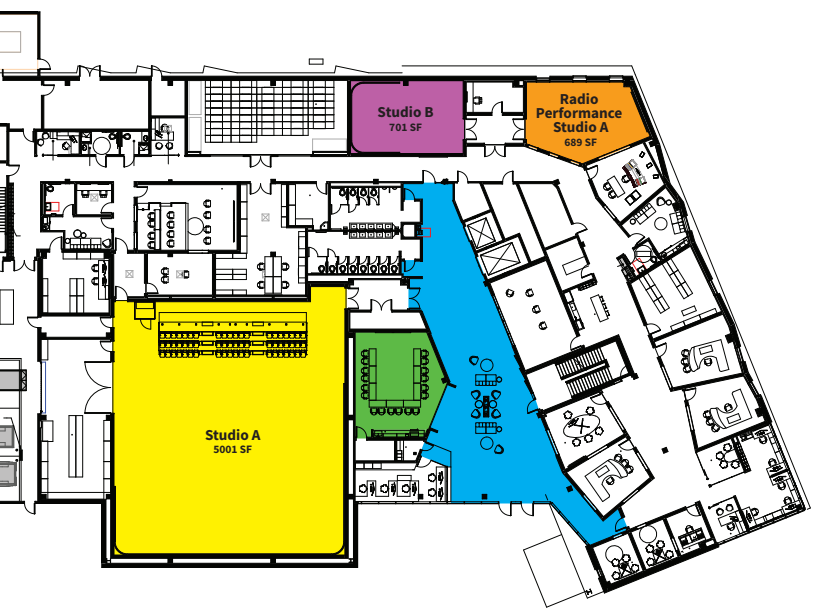 Studio B
701 SF
Radio
Performance
Studio A
689 SF
Studio A
5001 SF